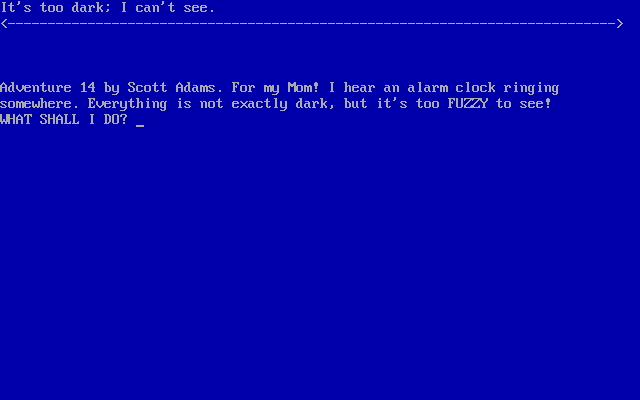 It's too dark; I can't see.
<---------------------------------------------------------------------------->
Adventure 14 by Scott Adams. For my Mom! I hear an alarm clock ringing
somewhere. Everything is not exactly dark, but it's too FUZZY to see!
WHAT SHALL I DO? _